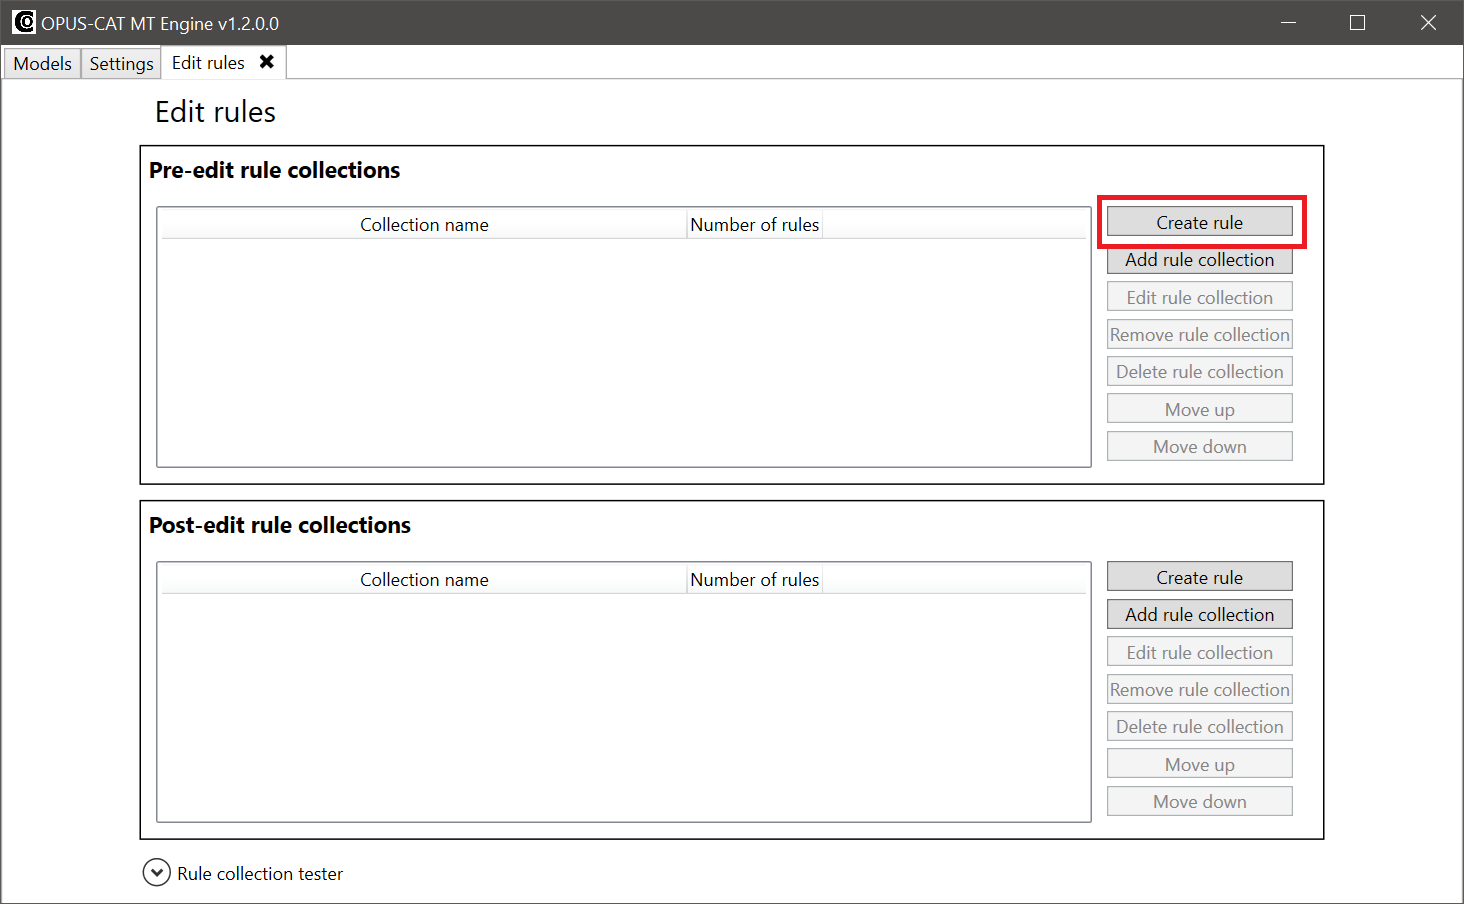 OPUS-CAT MT Engine v1.2.0.0
Models Settings Edit rules
Edit rules
Pre-edit rule collections
Collection name Number of rules
Create rule
Add rule collection
Edit rule collection
Remove rule collection
Delete rule collection
Move up
Move down
Post-edit rule collections
Collection name Number of rules
Create rule
Add rule collection
Edit rule collection
Remove rule collection
Delete rule collection
Move up
Move down
Rule collection tester